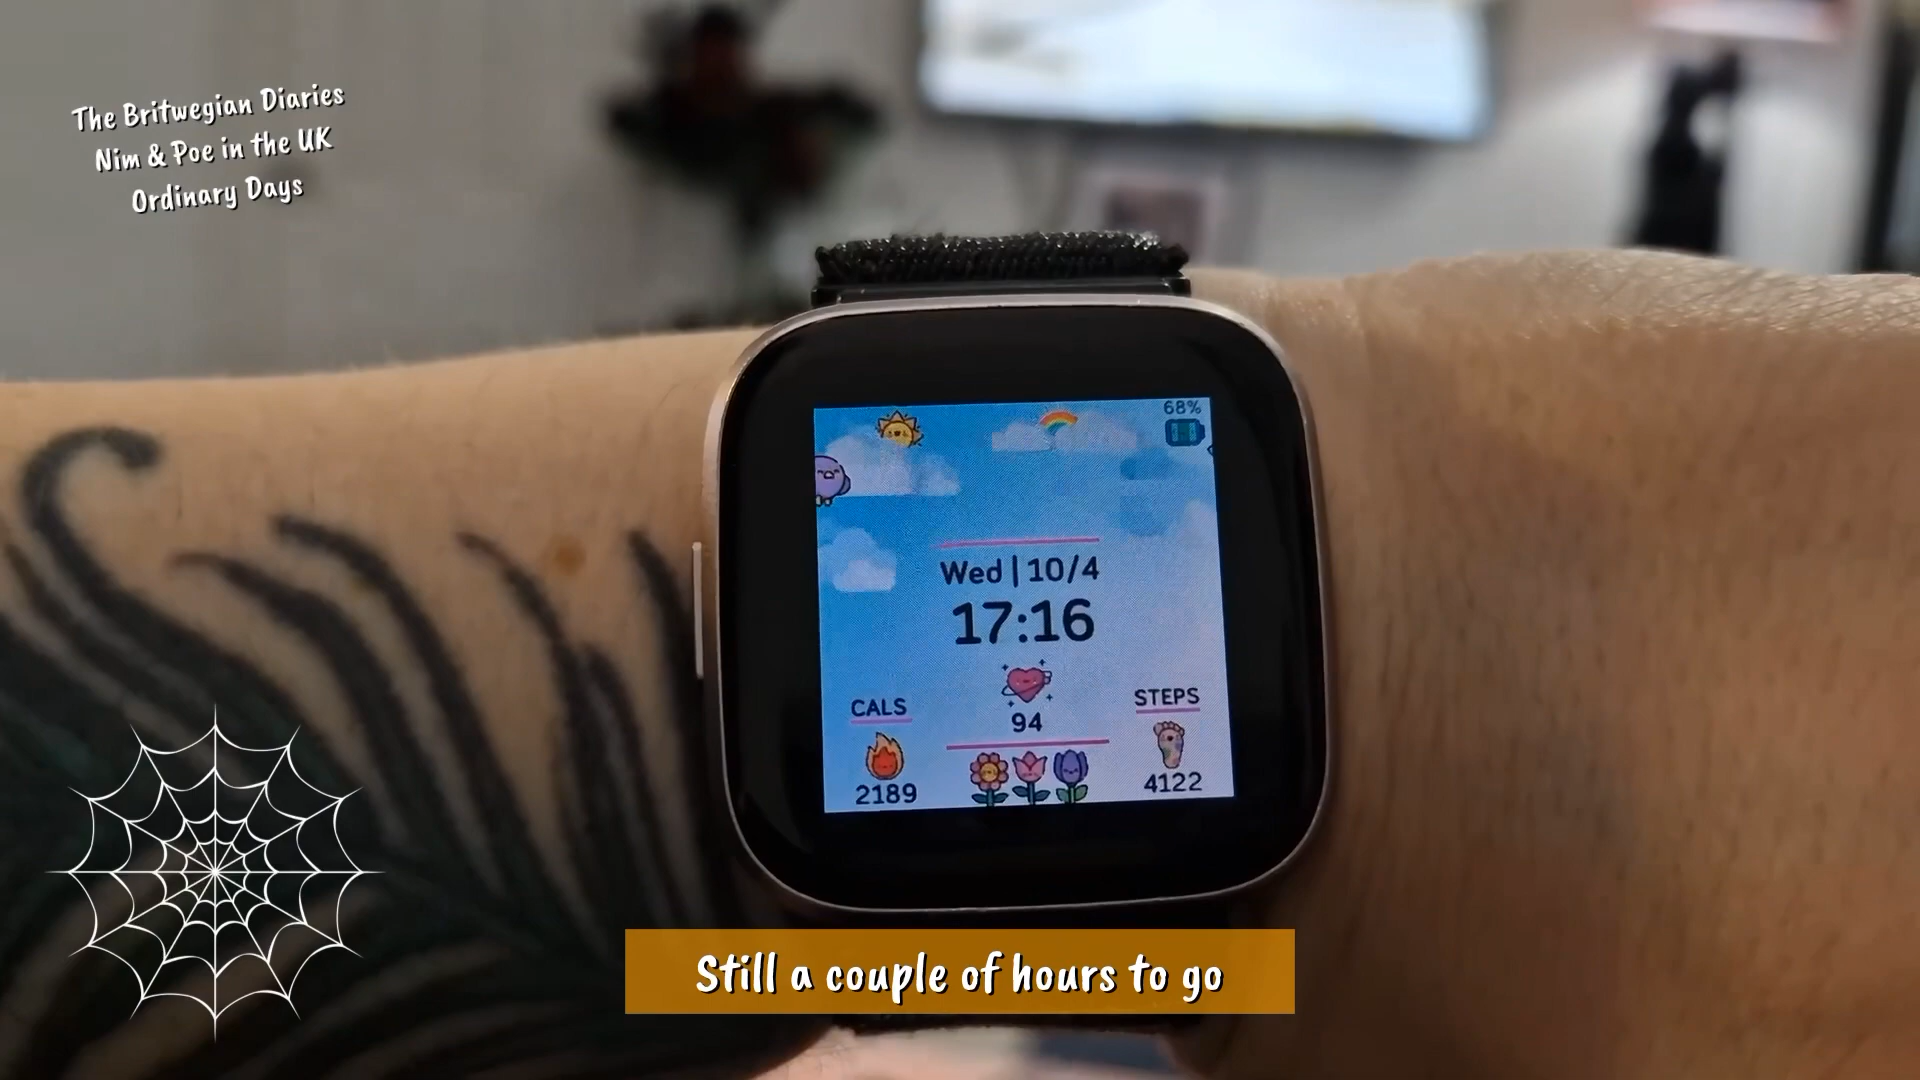 The Britwegian Diaries
Nim & Poe in the UK
Ordinary Days
68%
Wed | 10/4
17:16
94
CALS
2189
STEPS
4122
Still a couple of hours to go